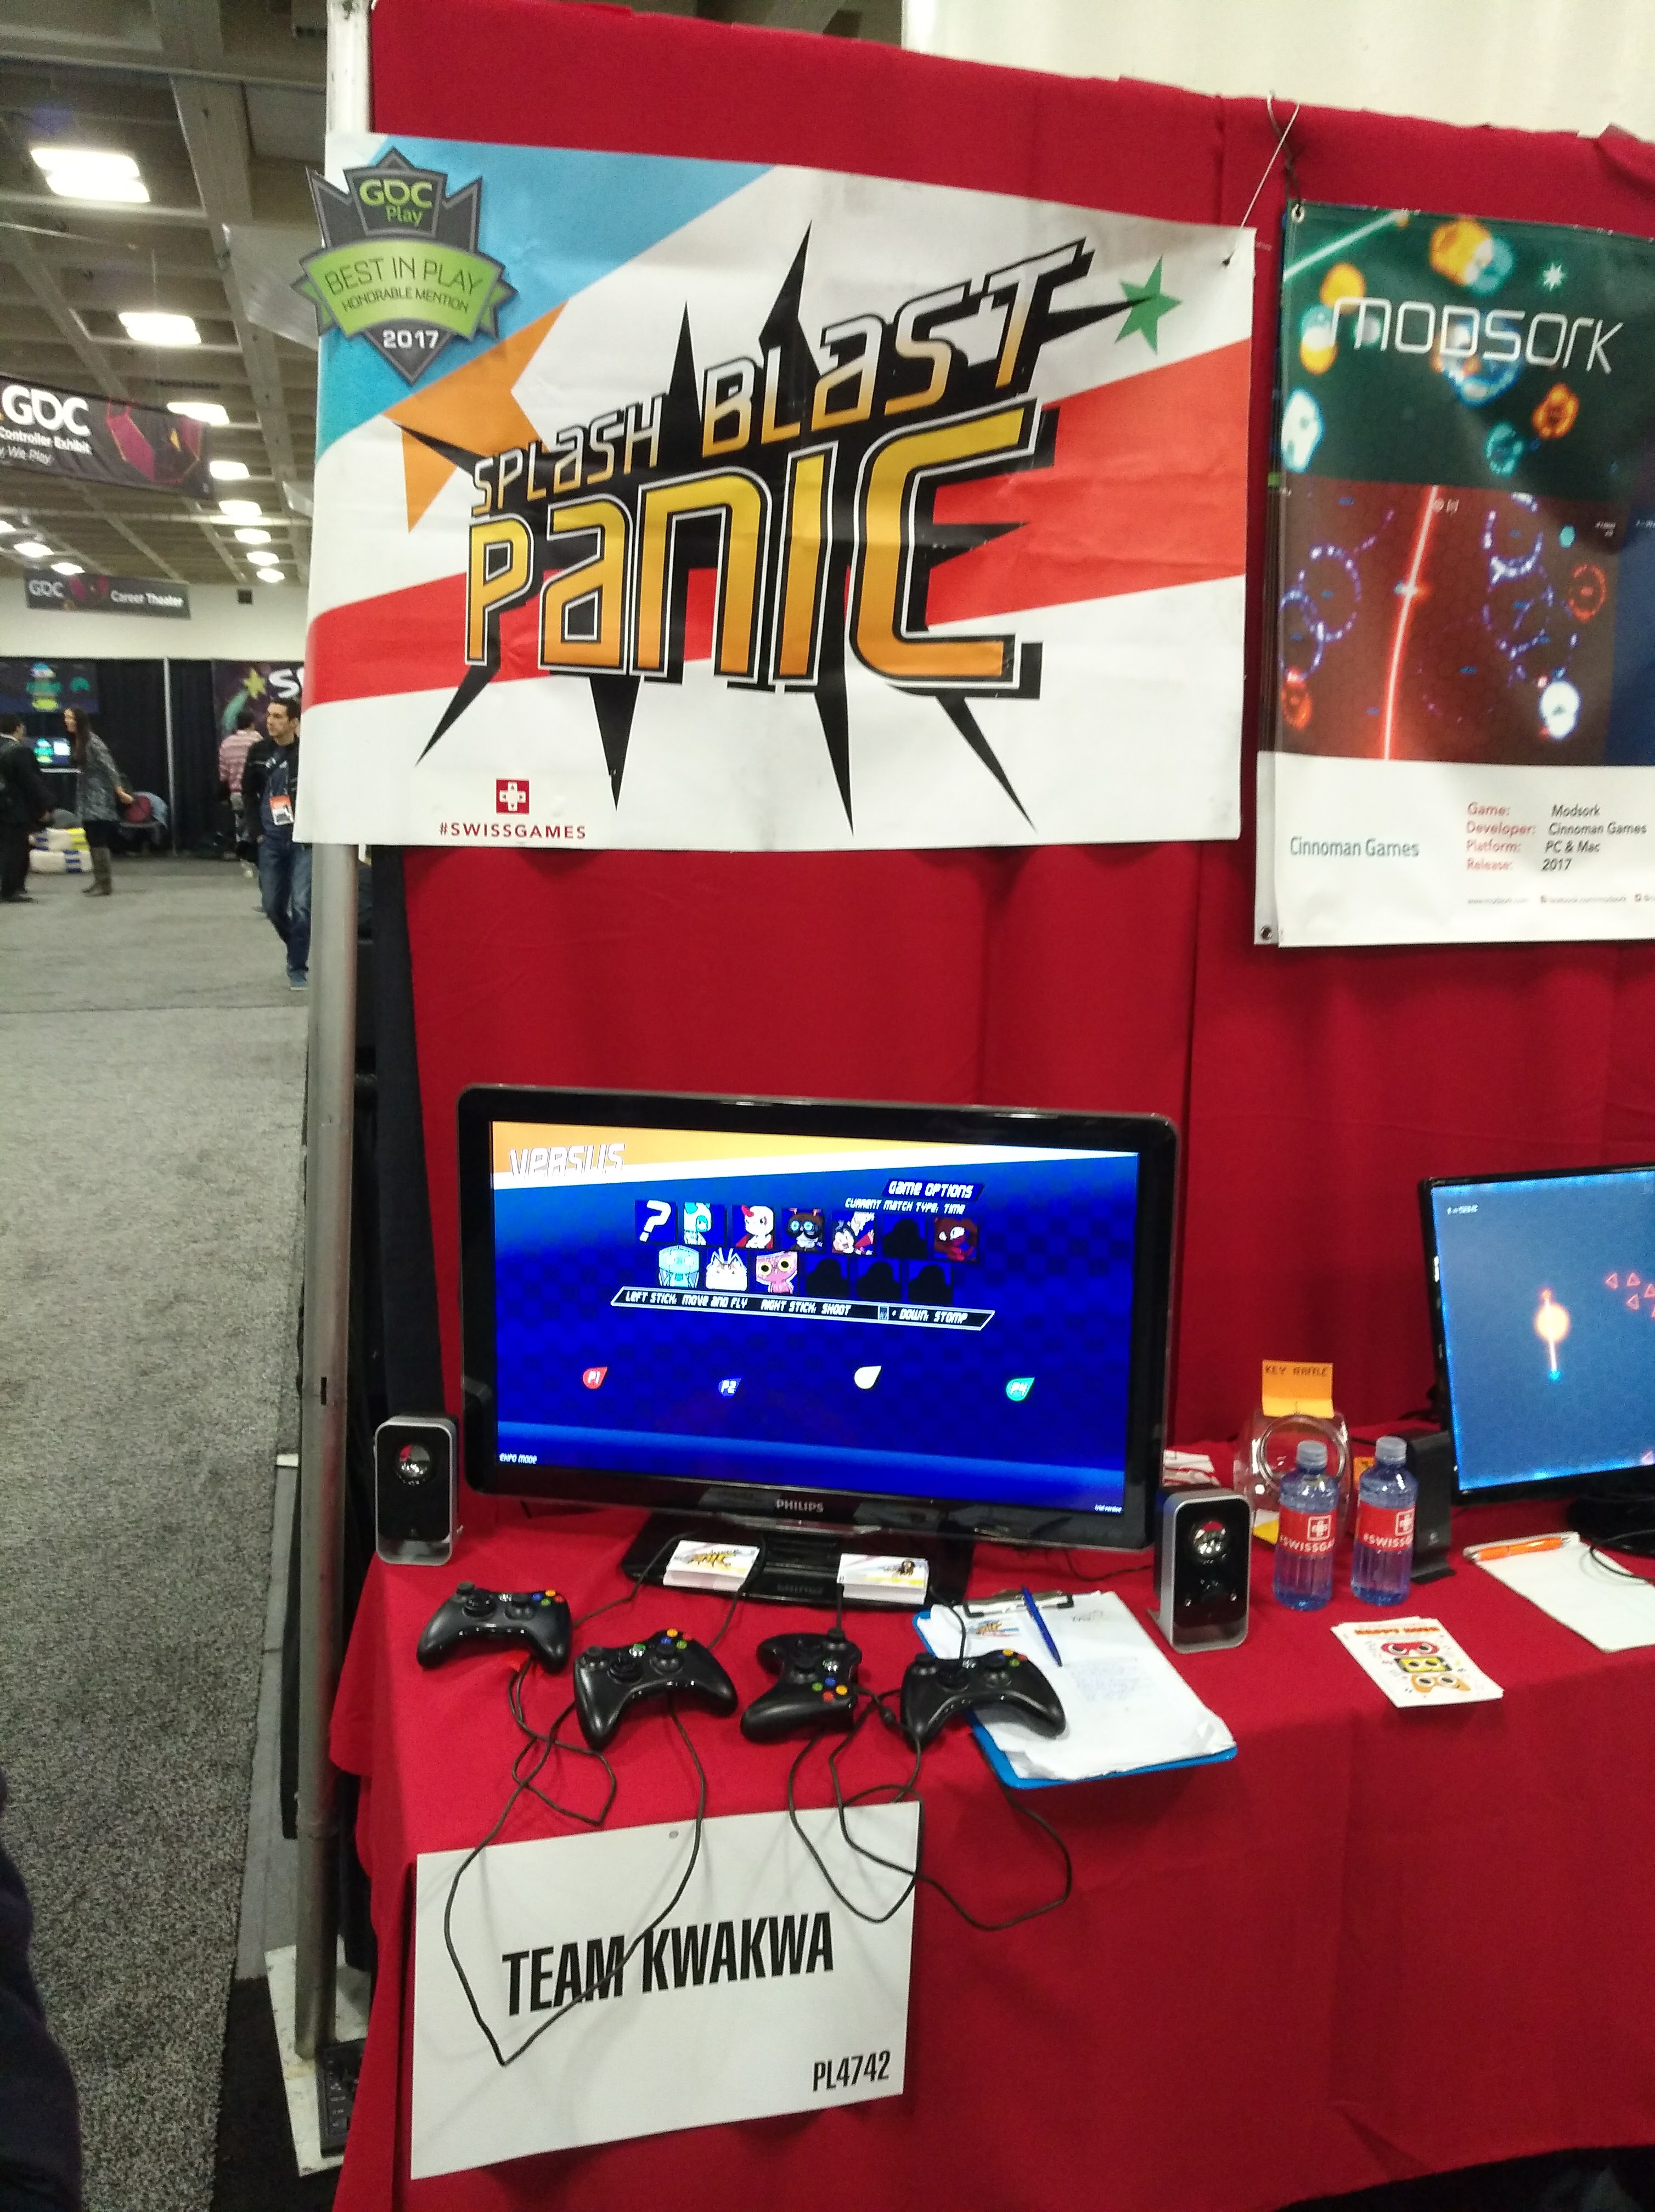 GDC
Play
BEST IN PLAY
HONORABLE MENTION
2017
SPLASH BLAST
PANIC
#SWISSGAMES
MODSORK
Cinnoman Games
Game: Modsork
Developer: Cinnoman Games
Platform: PC & Mac
Release: 2017
GDC
Controller Exhibit
We Play
GDC Career Theater
VERSUS
GAME OPTIONS
CURRENT MATCH TYPE: TIME
?
LEFT STICK: MOVE AND FLY RIGHT STICK: SHOOT + DOWN: STOMP
P1
P2
P4
EXPO MODE
PHILIPS
KEY RAFFLE
#SWISSGA
#SWISSG
PANIC
TEAM KWAKWA
PL4742